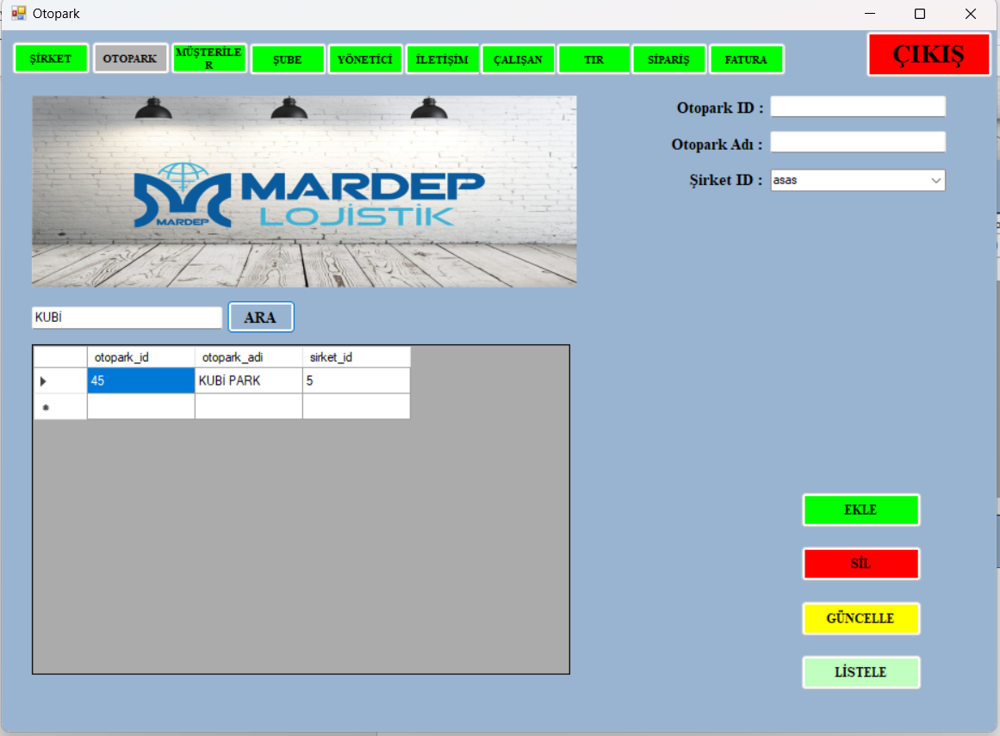 Otopark
ŞİRKET
OTOPARK
MÜŞTERİLE
R
ŞUBE
YÖNETİCİ
İLETİŞİM
ÇALIŞAN
TIR
SİPARİŞ
FATURA
ÇIKIŞ
MARDEP
LOJİSTİK
MARDEP
Otopark ID :
Otopark Adı :
Şirket ID : asas
KUBİ ARA
otopark_id otopark_adi sirket_id
45 KUBİ PARK 5
EKLE
SİL
GÜNCELLE
LİSTELE